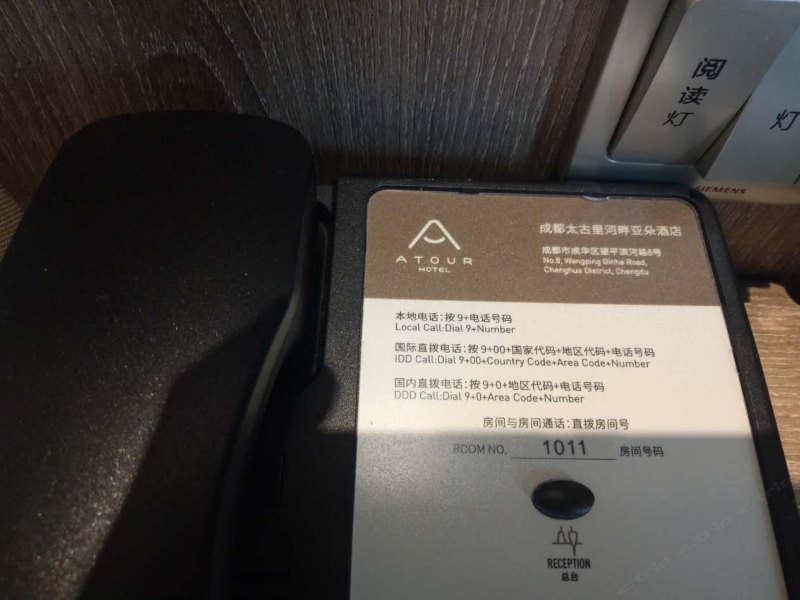 阅读灯
灯
SIEMENS
ATOUR
HOTEL
成都太古里河畔亚朵酒店
成都市成华区望平滨河路8号
No.8, Wangping Binhe Road,
Chenghua District, Chengdu
本地电话:按9+电话号码
Local Call:Dial 9+Number
国际直拨电话:按9+00+国家代码+地区代码+电话号码
IDD Call:Dial 9+00+Country Code+Area Code+Number
国内直拨电话:按9+0+地区代码+电话号码
DDD Call:Dial 9+0+Area Code+Number
房间与房间通话:直拨房间号
ROOM NO. 1011 房间号码
RECEPTION
总台